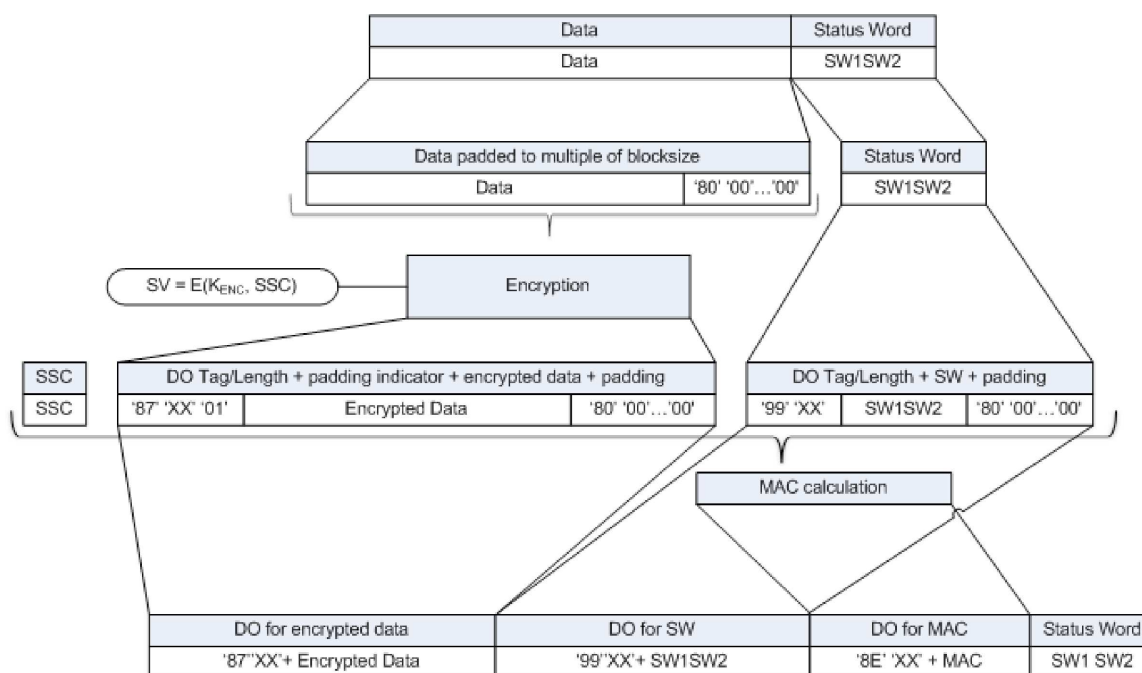 Data Status Word
Data SW1SW2
Data padded to multiple of blocksize Status Word
Data '80' '00'...'00' SW1SW2
SV = E(KENC, SSC) Encryption
SSC DO Tag/Length + padding indicator + encrypted data + padding DO Tag/Length + SW + padding
SSC '87' 'XX' '01' Encrypted Data '80' '00'...'00' '99' 'XX' SW1SW2 '80' '00'...'00'
MAC calculation
DO for encrypted data DO for SW DO for MAC Status Word
'87''XX'+ Encrypted Data '99''XX'+ SW1SW2 '8E' 'XX' + MAC SW1 SW2